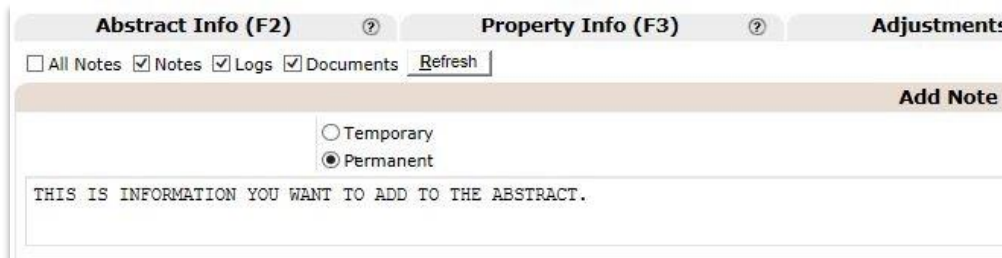 Abstract Info (F2) ? Property Info (F3) ? Adjustments
All Notes Notes Logs Documents Refresh
Add Note
Temporary
Permanent
THIS IS INFORMATION YOU WANT TO ADD TO THE ABSTRACT.